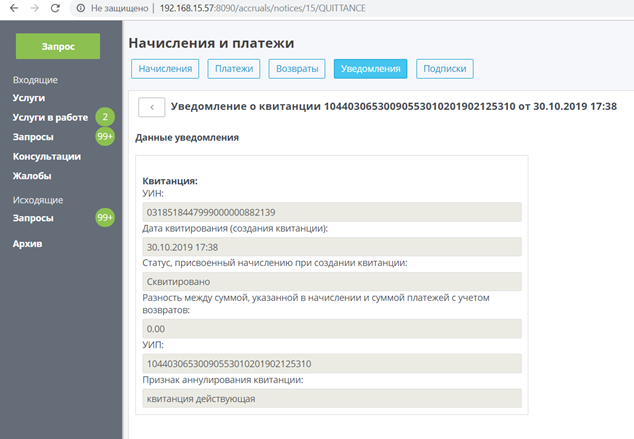 Не защищено | 192.168.15.57:8090/accruals/notices/15/QUITTANCE
Запрос
Входящие
Услуги
Услуги в работе 2
Запросы 99+
Консультации
Жалобы
Исходящие
Запросы 99+
Архив
Начисления и платежи
Начисления Платежи Возвраты Уведомления Подписки
Уведомление о квитанции 10440306530090553010201902125310 от 30.10.2019 17:38
Данные уведомления
Квитанция:
УИН:
0318518447999000000882139
Дата квитирования (создания квитанции):
30.10.2019 17:38
Статус, присвоенный начислению при создании квитанции:
Сквитировано
Разность между суммой, указанной в начислении и суммой платежей с учетом
возвратов:
0.00
УИП:
10440306530090553010201902125310
Признак аннулирования квитанции:
квитанция действующая